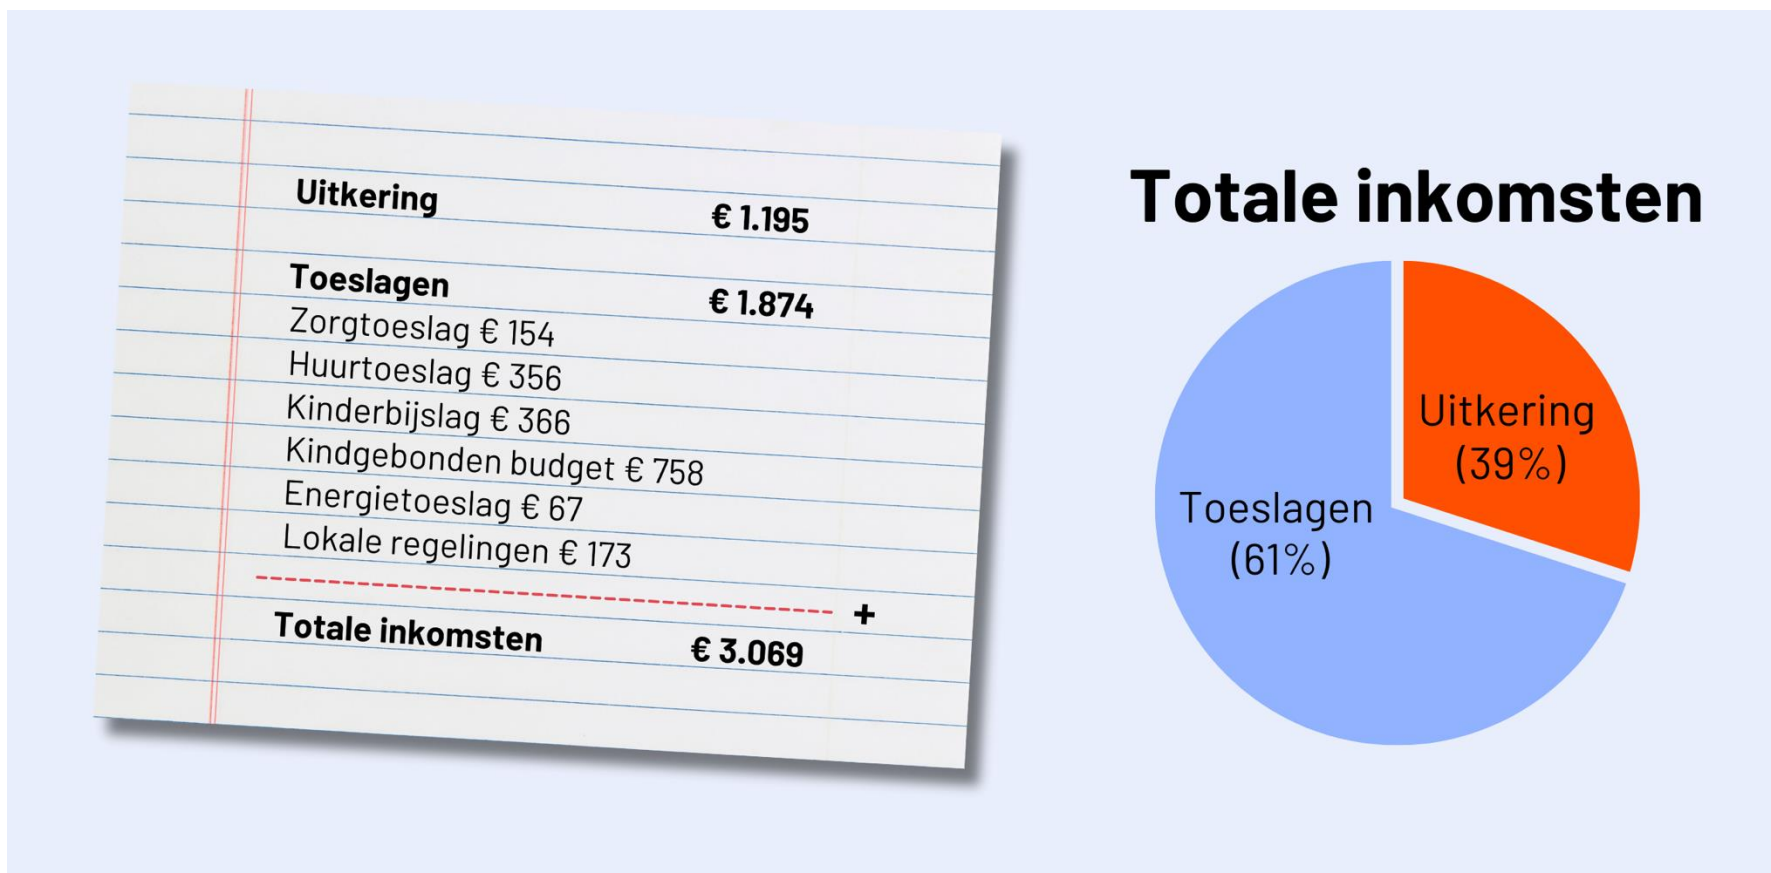 Uitkering € 1.195
Toeslagen € 1.874
Zorgtoeslag € 154
Huurtoeslag € 356
Kinderbijslag € 366
Kindgebonden budget € 758
Energietoeslag € 67
Lokale regelingen € 173
+
Totale inkomsten € 3.069
Totale inkomsten
Uitkering
(39%)
Toeslagen
(61%)